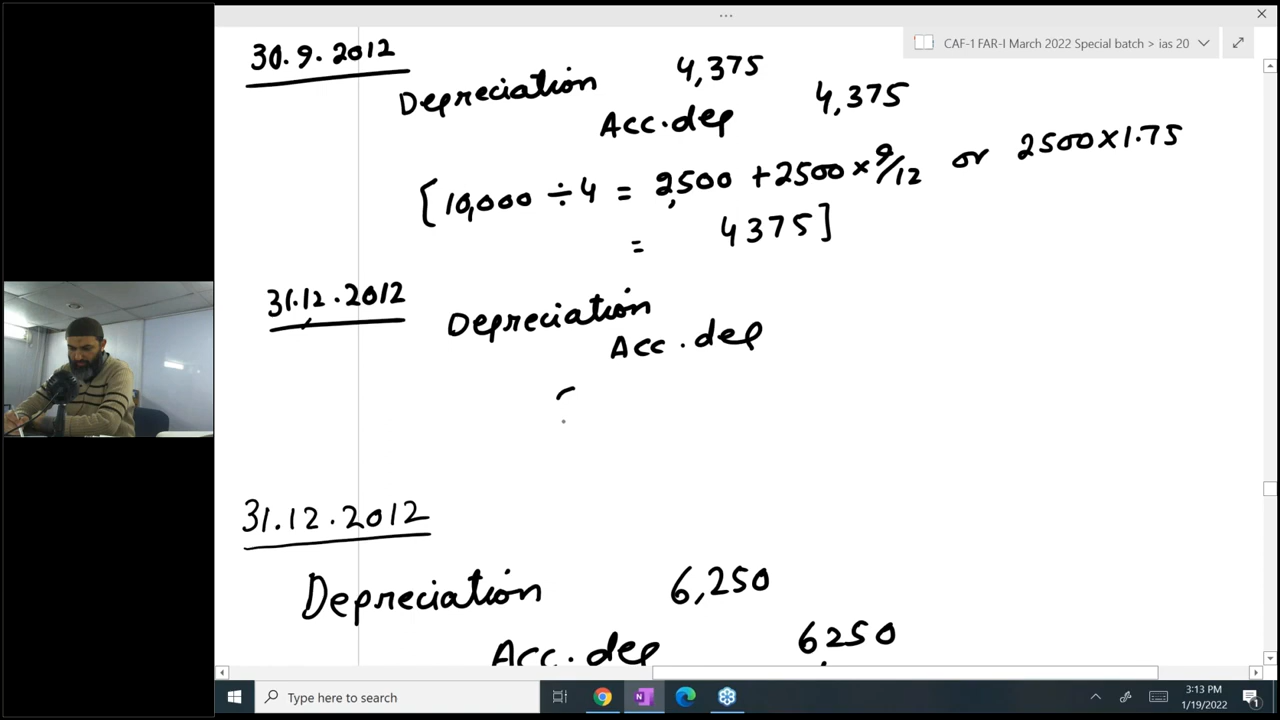 CAF-1 FAR-I March 2022 Special batch > ias 20
30.9.2012
Depreciation 4,375
Acc.dep 4,375
[10,000 ÷ 4 = 2,500 + 2500 × 9/12 or 2500×1.75
= 4375]
31.12.2012
Depreciation
Acc.dep
31.12.2012
Depreciation 6,250
Acc.dep 6250
Type here to search
3:13 PM
1/19/2022